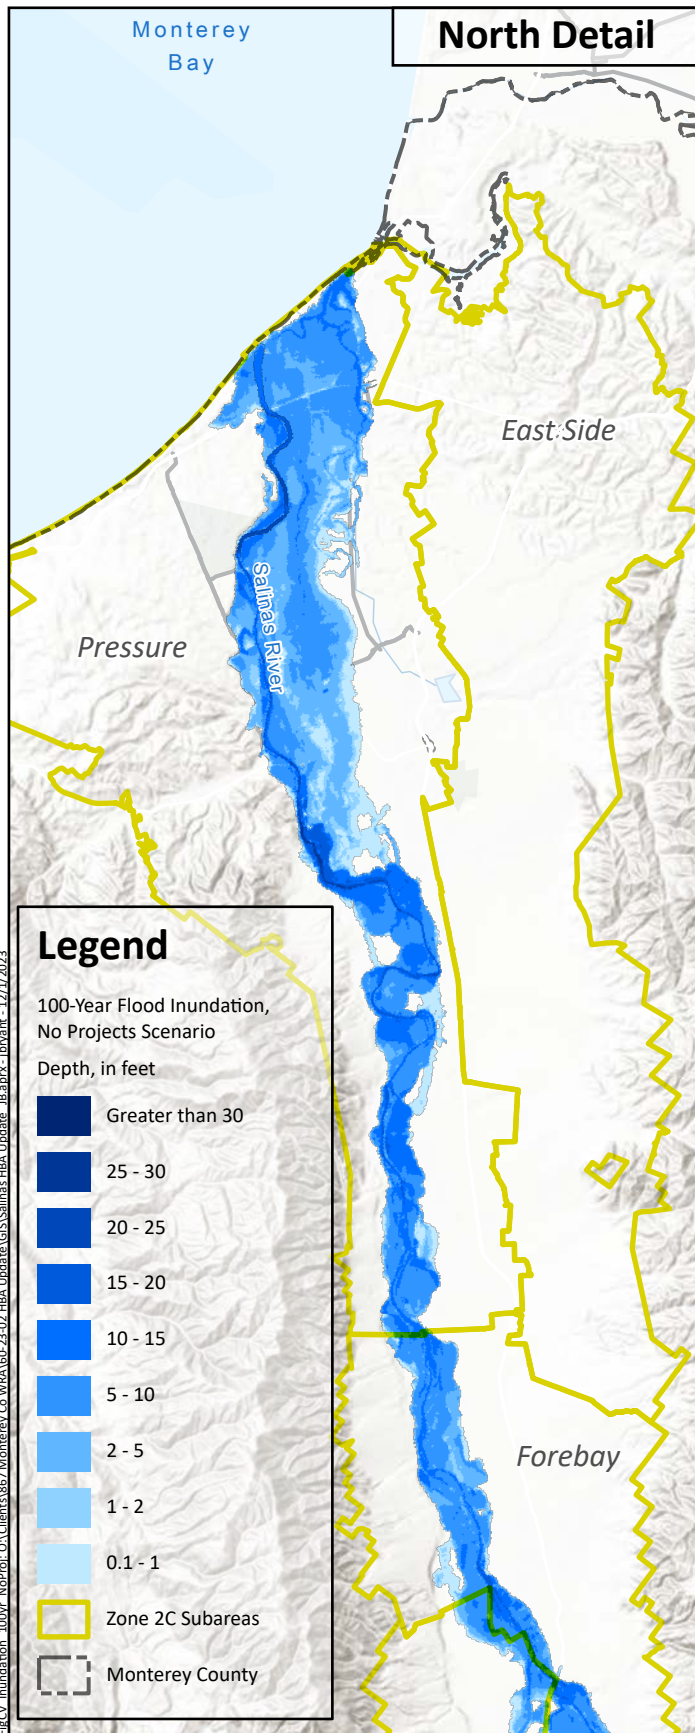 Monterey
Bay
North Detail
East Side
Pressure
Salinas River
Legend
100-Year Flood Inundation,
No Projects Scenario
Depth, in feet
Greater than 30
25 - 30
20 - 25
15 - 20
10 - 15
5 - 10
2 - 5
1 - 2
0.1 - 1
Zone 2C Subareas
Monterey County
Forebay